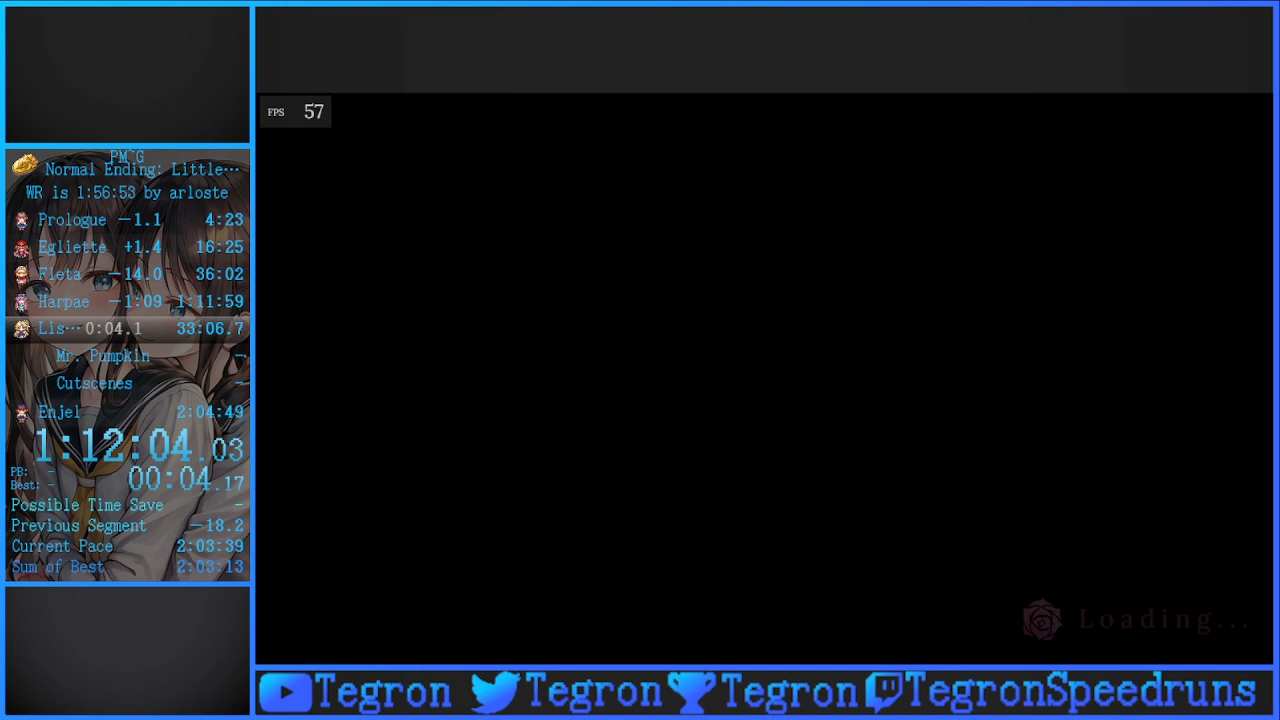 FPS 57
PM~G
Normal Ending: Little…
WR is 1:56:53 by arloste
Prologue −1.1 4:23
Egliette +1.4 16:25
Fleta −14.0 36:02
Harpae −1:09 1:11:59
Lis… 0:04.1 33:06.7
Mr. Pumpkin -
Cutscenes -
Enjel 2:04:49
1:12:04.03
PB: -
Best: - 00:04.17
Possible Time Save -
Previous Segment −18.2
Current Pace 2:03:39
Sum of Best 2:03:13
Loading...
Tegron Tegron Tegron TegronSpeedruns